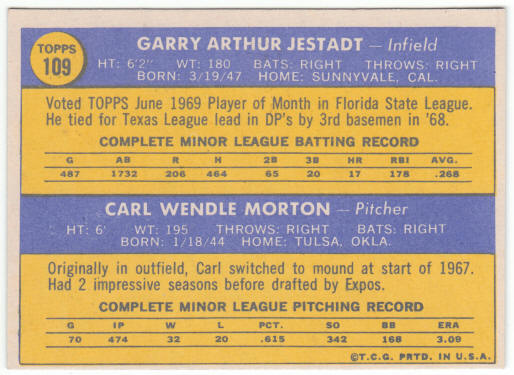 TOPPS
109
GARRY ARTHUR JESTADT — Infield
HT: 6'2" WT: 180 BATS: RIGHT THROWS: RIGHT
BORN: 3/19/47 HOME: SUNNYVALE, CAL.
Voted TOPPS June 1969 Player of Month in Florida State League.
He tied for Texas League lead in DP's by 3rd basemen in '68.
COMPLETE MINOR LEAGUE BATTING RECORD
G AB R H 2B 3B HR RBI AVG.
487 1732 206 464 65 20 17 178 .268
CARL WENDLE MORTON — Pitcher
HT: 6' WT: 195 THROWS: RIGHT BATS: RIGHT
BORN: 1/18/44 HOME: TULSA, OKLA.
Originally in outfield, Carl switched to mound at start of 1967.
Had 2 impressive seasons before drafted by Expos.
COMPLETE MINOR LEAGUE PITCHING RECORD
G IP W L PCT. SO BB ERA
70 474 32 20 .615 342 168 3.09
©T.C.G. PRTD. IN U.S.A.